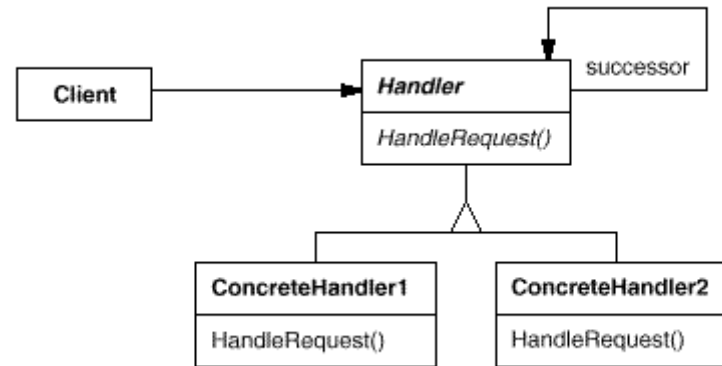 successor
Client
Handler
HandleRequest()
ConcreteHandler1
ConcreteHandler2
HandleRequest()
HandleRequest()